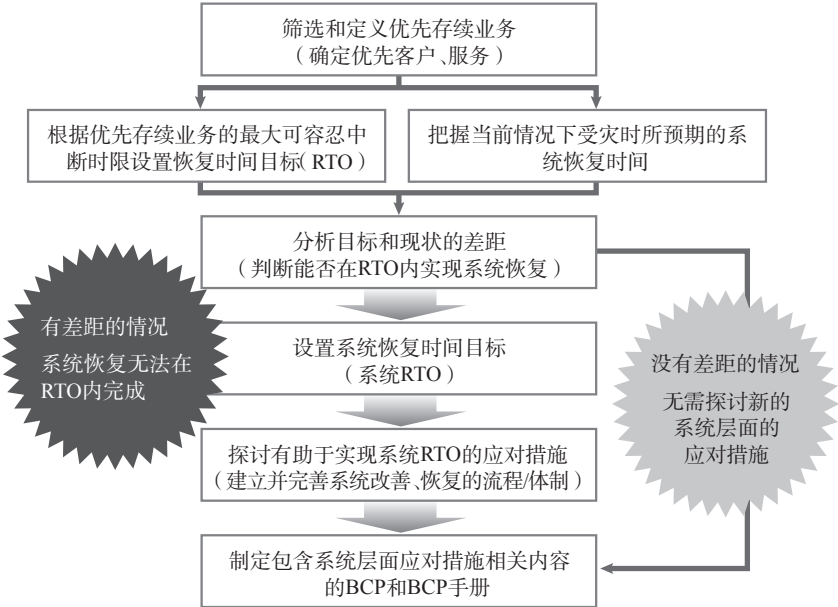 筛选和定义优先存续业务
（确定优先客户、服务）
根据优先存续业务的最大可容忍中
断时限设置恢复时间目标（RTO）
把握当前情况下受灾时所预期的系
统恢复时间
分析目标和现状的差距
（判断能否在RTO内实现系统恢复）
有差距的情况
系统恢复无法在
RTO内完成
设置系统恢复时间目标
（系统RTO）
没有差距的情况
无需探讨新的
系统层面的
应对措施
探讨有助于实现系统RTO的应对措施
（建立并完善系统改善、恢复的流程/体制）
制定包含系统层面应对措施相关内容
的BCP和BCP手册